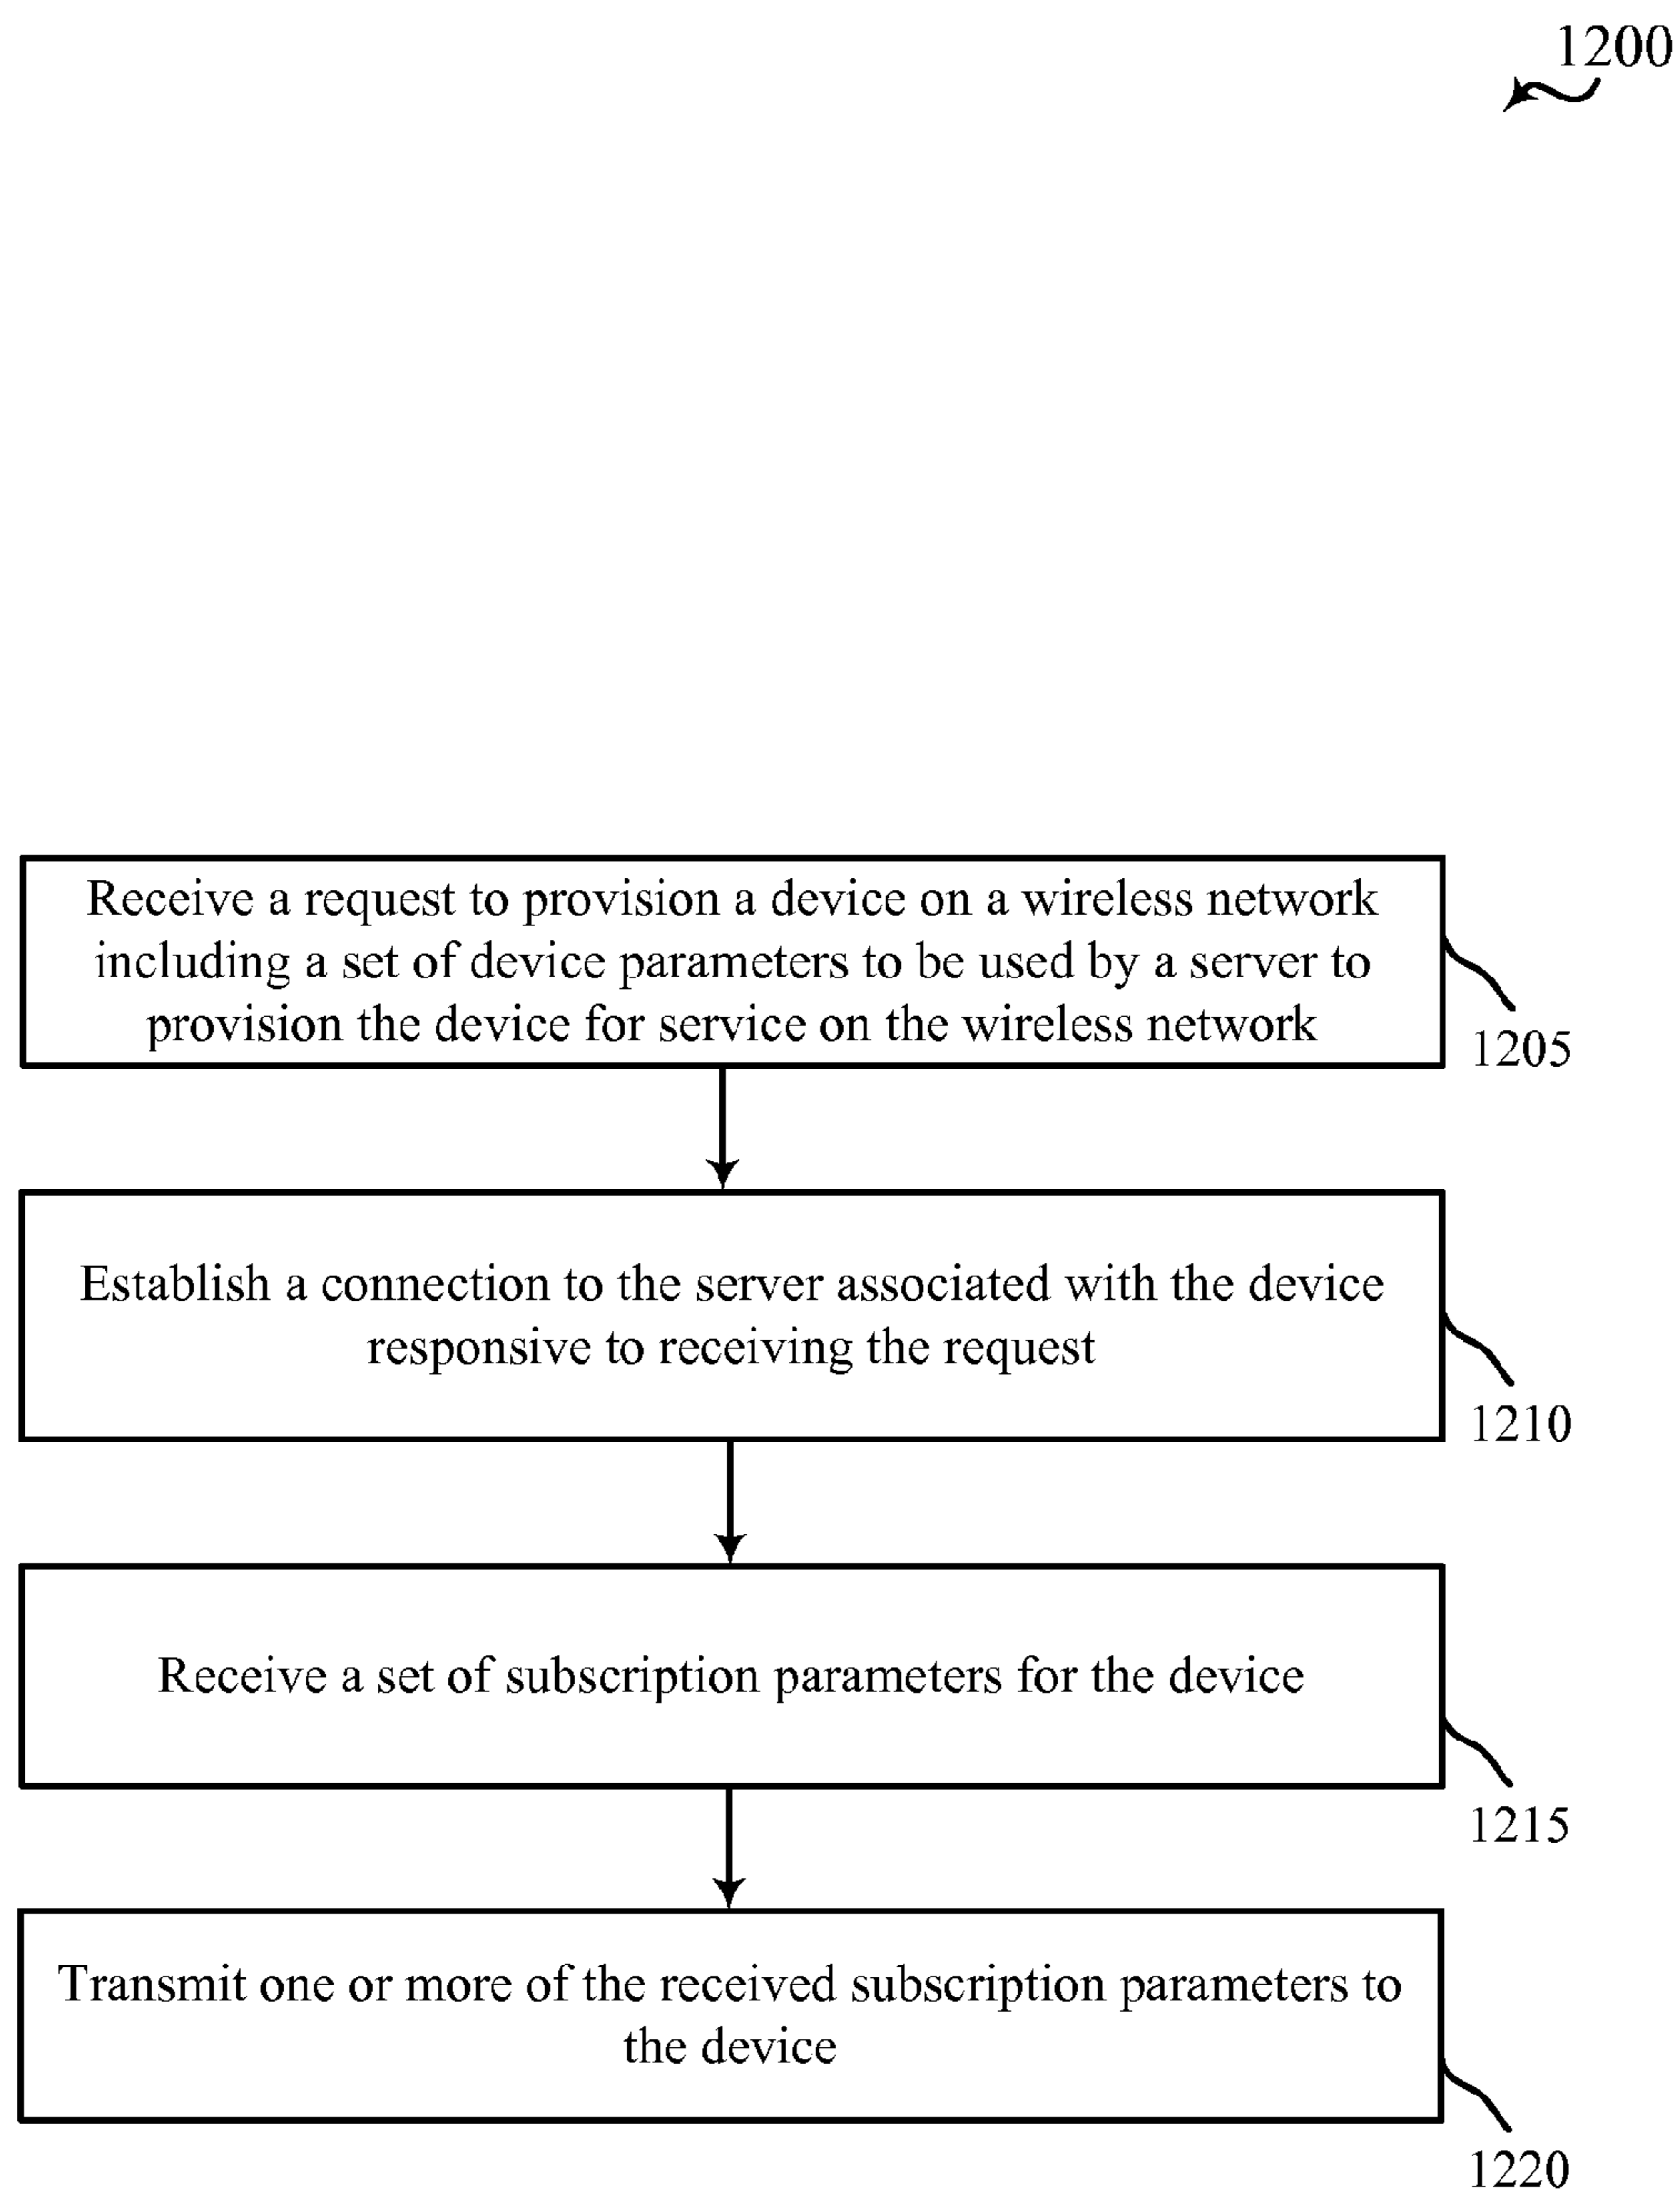 1200
Receive a request to provision a device on a wireless network
including a set of device parameters to be used by a server to
provision the device for service on the wireless network
1205
Establish a connection to the server associated with the device
responsive to receiving the request
1210
Receive a set of subscription parameters for the device
1215
Transmit one or more of the received subscription parameters to
the device
1220